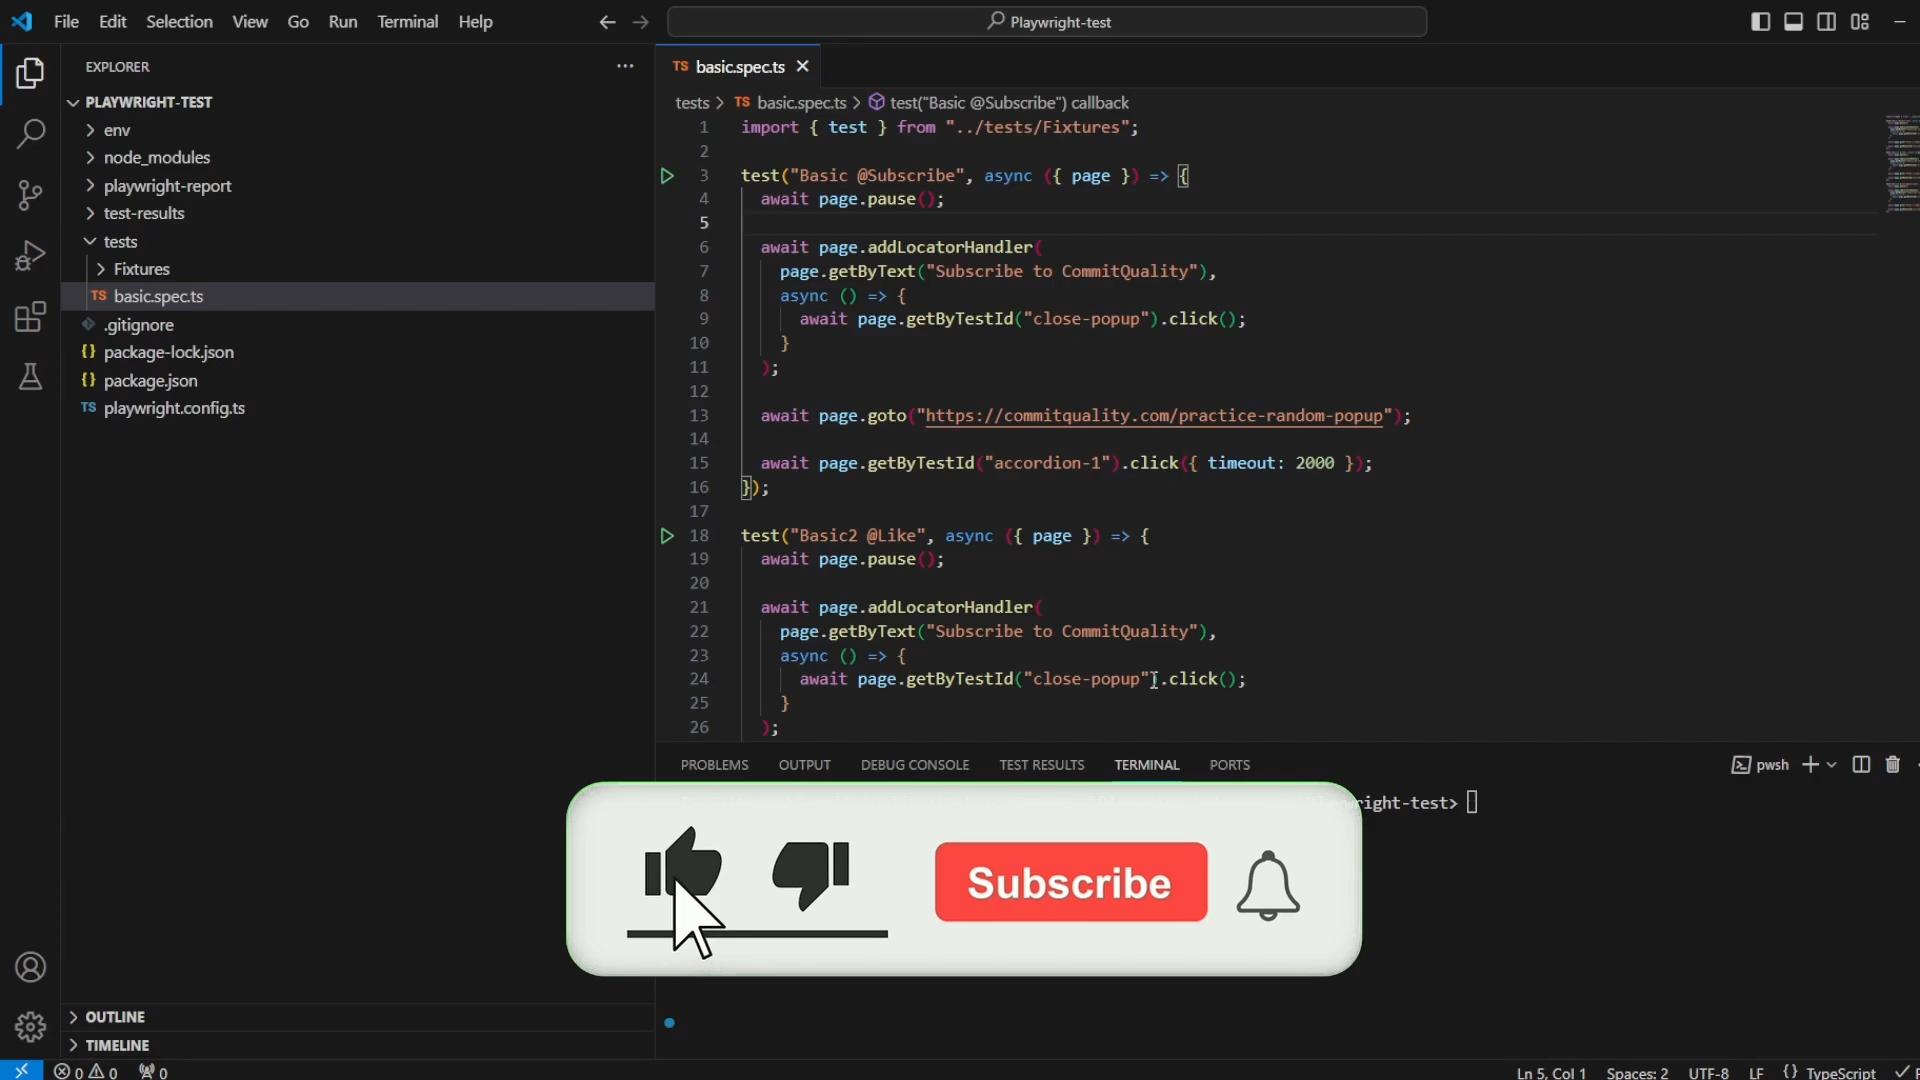 File Edit Selection View Go Run Terminal Help
Playwright-test
EXPLORER
PLAYWRIGHT-TEST
env
node_modules
playwright-report
test-results
tests
Fixtures
TS basic.spec.ts
.gitignore
{} package-lock.json
{} package.json
TS playwright.config.ts
OUTLINE
TIMELINE
TS basic.spec.ts
tests > TS basic.spec.ts > test("Basic @Subscribe") callback
1 import { test } from "../tests/Fixtures";
2
3 test("Basic @Subscribe", async ({ page }) => {
4 await page.pause();
5
6 await page.addLocatorHandler(
7 page.getByText("Subscribe to CommitQuality"),
8 async () => {
9 await page.getByTestId("close-popup").click();
10 }
11 );
12
13 await page.goto("https://commitquality.com/practice-random-popup");
14
15 await page.getByTestId("accordion-1").click({ timeout: 2000 });
16 });
17
18 test("Basic2 @Like", async ({ page }) => {
19 await page.pause();
20
21 await page.addLocatorHandler(
22 page.getByText("Subscribe to CommitQuality"),
23 async () => {
24 await page.getByTestId("close-popup").click();
25 }
26 );
PROBLEMS OUTPUT DEBUG CONSOLE TEST RESULTS TERMINAL PORTS
pwsh
right-test>
Subscribe
0 0 0
Ln 5, Col 1 Spaces: 2 UTF-8 LF {} TypeScript